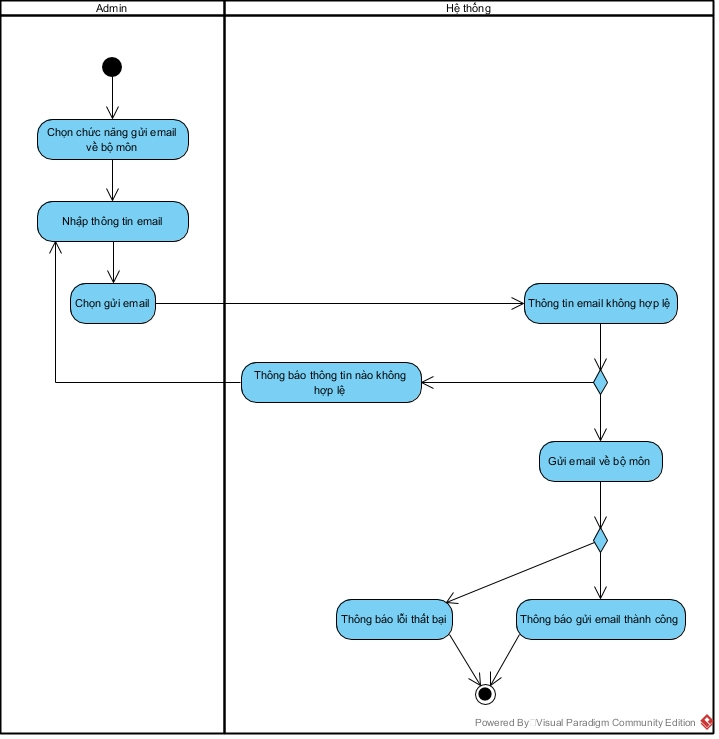 Admin
Hệ thống
Chọn chức năng gửi email
về bộ môn
Nhập thông tin email
Chọn gửi email
Thông tin email không hợp lệ
Thông báo thông tin nào không
hợp lệ
Gửi email về bộ môn
Thông báo lỗi thất bại
Thông báo gửi email thành công
Powered By Visual Paradigm Community Edition